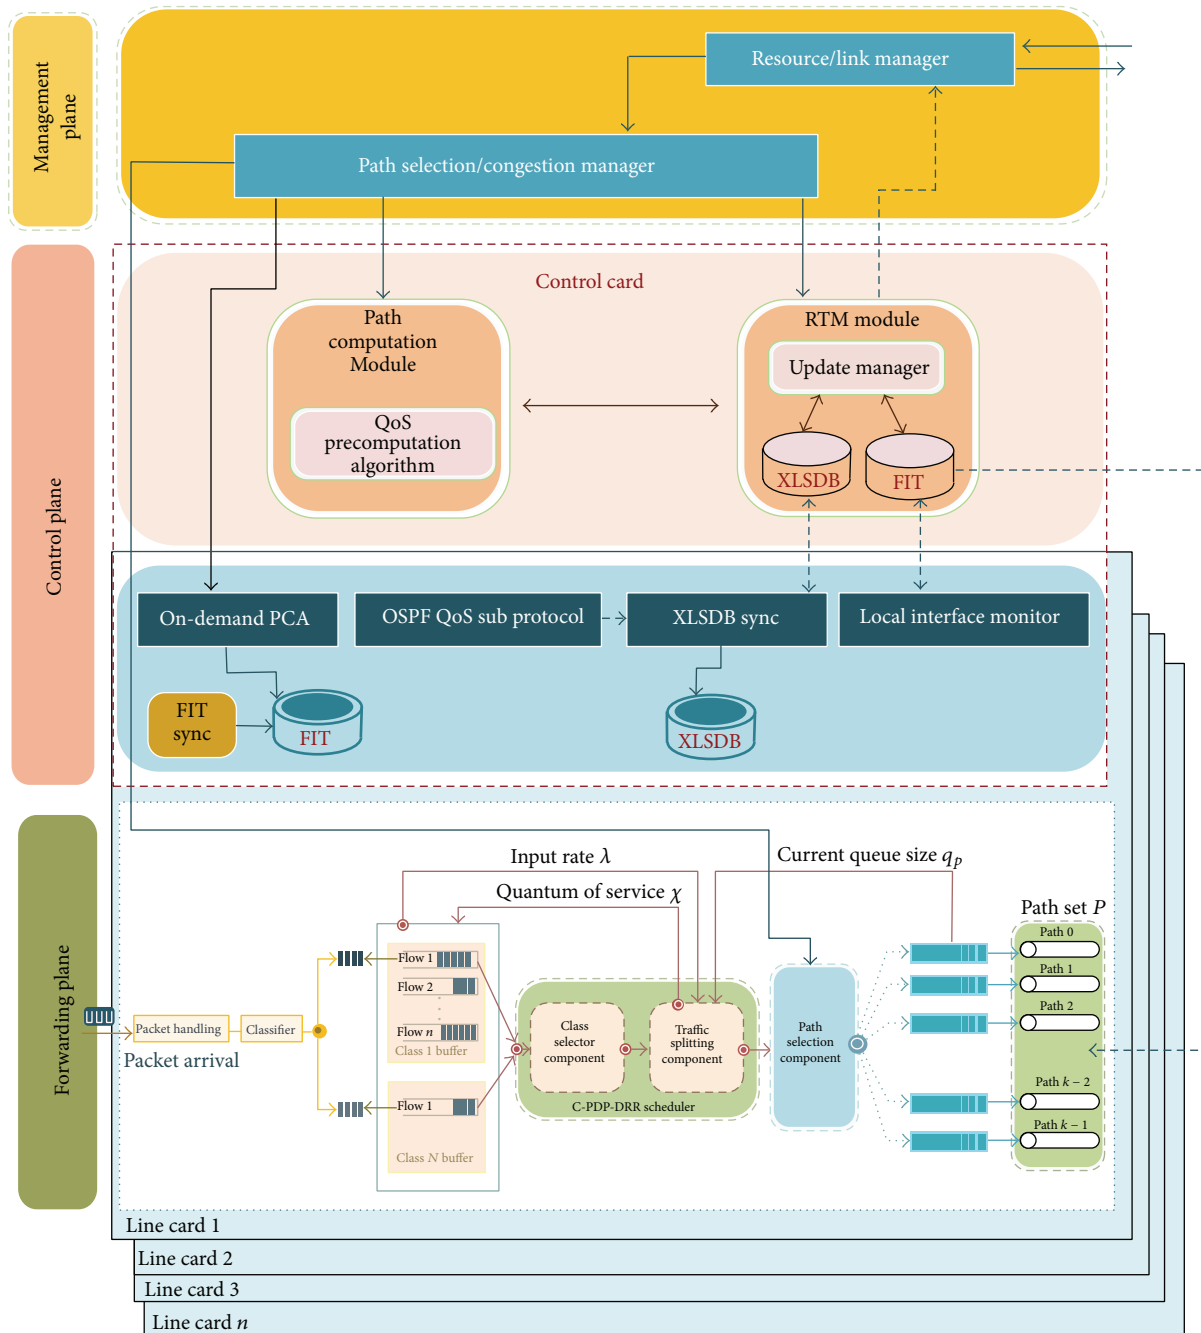 Management
plane
Resource/link manager
Path selection/congestion manager
Control plane
Control card
Path
computation
Module
QoS
precomputation
algorithm
RTM module
Update manager
XLSDB
FIT
On-demand PCA
OSPF QoS sub protocol
XLSDB sync
Local interface monitor
FIT
sync
FIT
XLSDB
Forwarding plane
Input rate λ
Quantum of service χ
Current queue size qₚ
Path set P
Packet handling
Classifier
Packet arrival
Flow 1
Flow 2
Flow n
Class 1 buffer
Flow 1
Class N buffer
Class
selector
component
Traffic
splitting
component
C-PDP-DRR scheduler
Path
selection
component
Path 0
Path 1
Path 2
Path k − 2
Path k − 1
Line card 1
Line card 2
Line card 3
Line card n